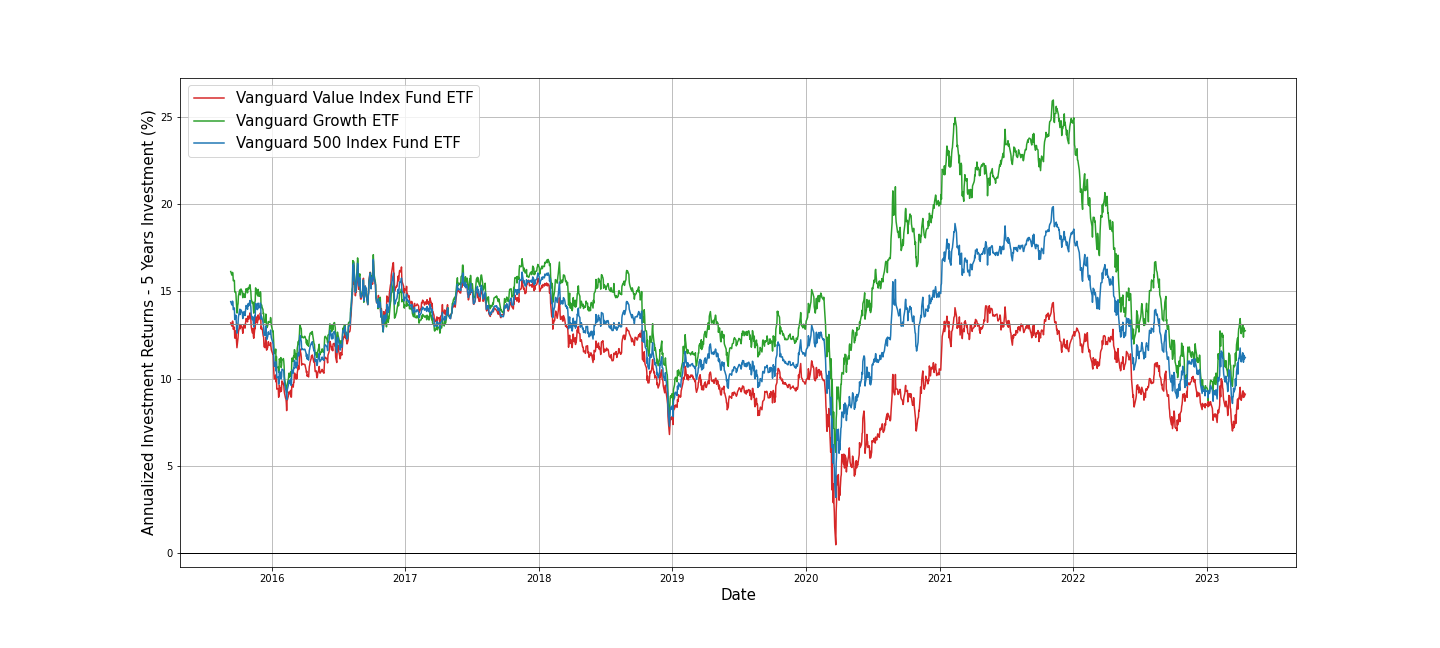 Vanguard Value Index Fund ETF
Vanguard Growth ETF
Vanguard 500 Index Fund ETF
Annualized Investment Returns - 5 Years Investment (%)
25
20
15
10
5
0
2016 2017 2018 2019 2020 2021 2022 2023
Date